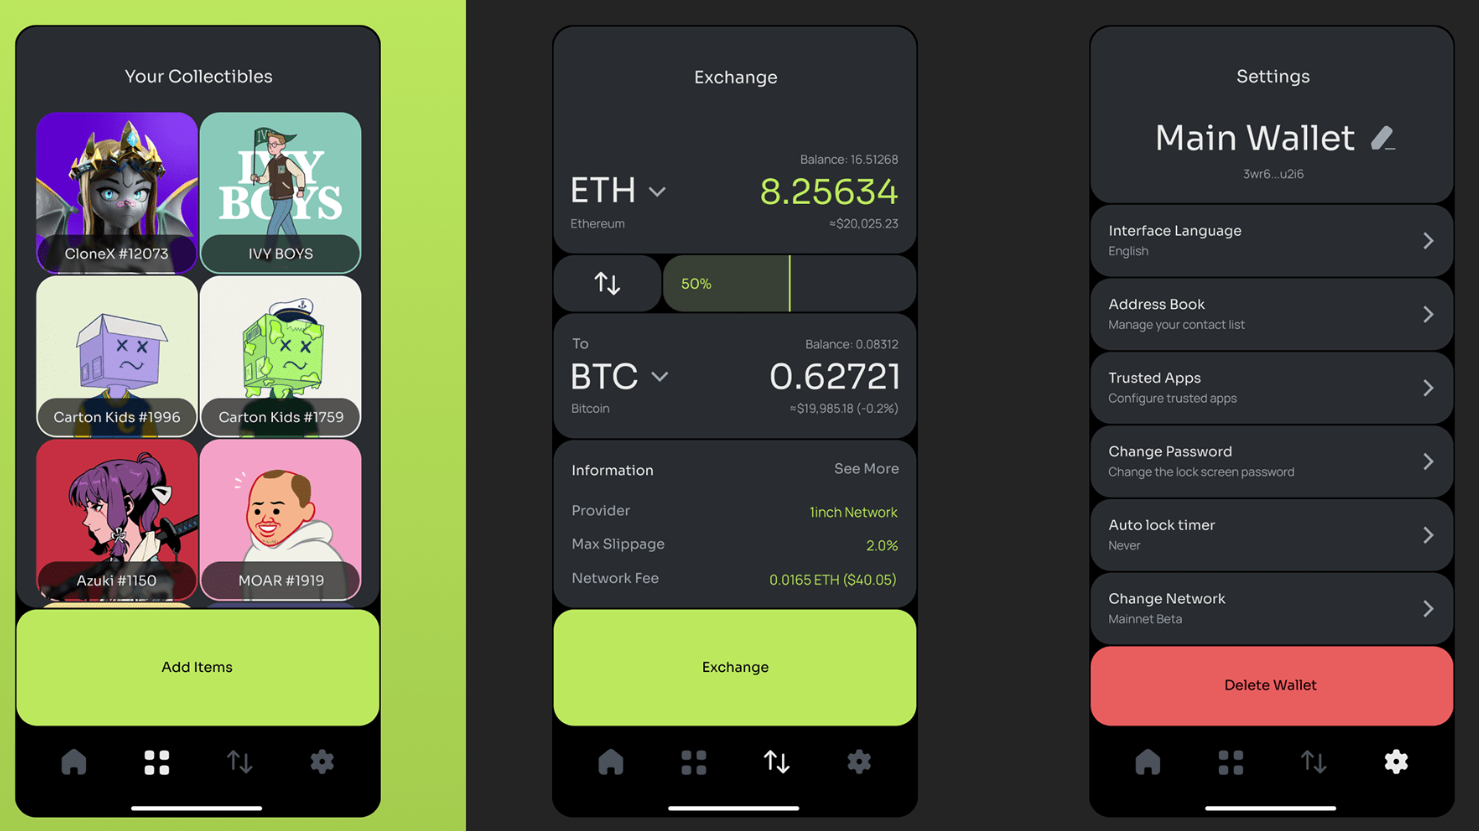 Your Collectibles
IV
IVY
BOYS
CloneX #12073
IVY BOYS
Carton Kids #1996
Carton Kids #1759
Azuki #1150
MOAR #1919
Add Items
Exchange
Balance: 16.51268
ETH 8.25634
Ethereum ≈$20,025.23
50%
To Balance: 0.08312
BTC 0.62721
Bitcoin ≈$19,985.18 (-0.2%)
Information See More
Provider 1inch Network
Max Slippage 2.0%
Network Fee 0.0165 ETH ($40.05)
Exchange
Settings
Main Wallet
3wr6...u2i6
Interface Language
English
Address Book
Manage your contact list
Trusted Apps
Configure trusted apps
Change Password
Change the lock screen password
Auto lock timer
Never
Change Network
Mainnet Beta
Delete Wallet